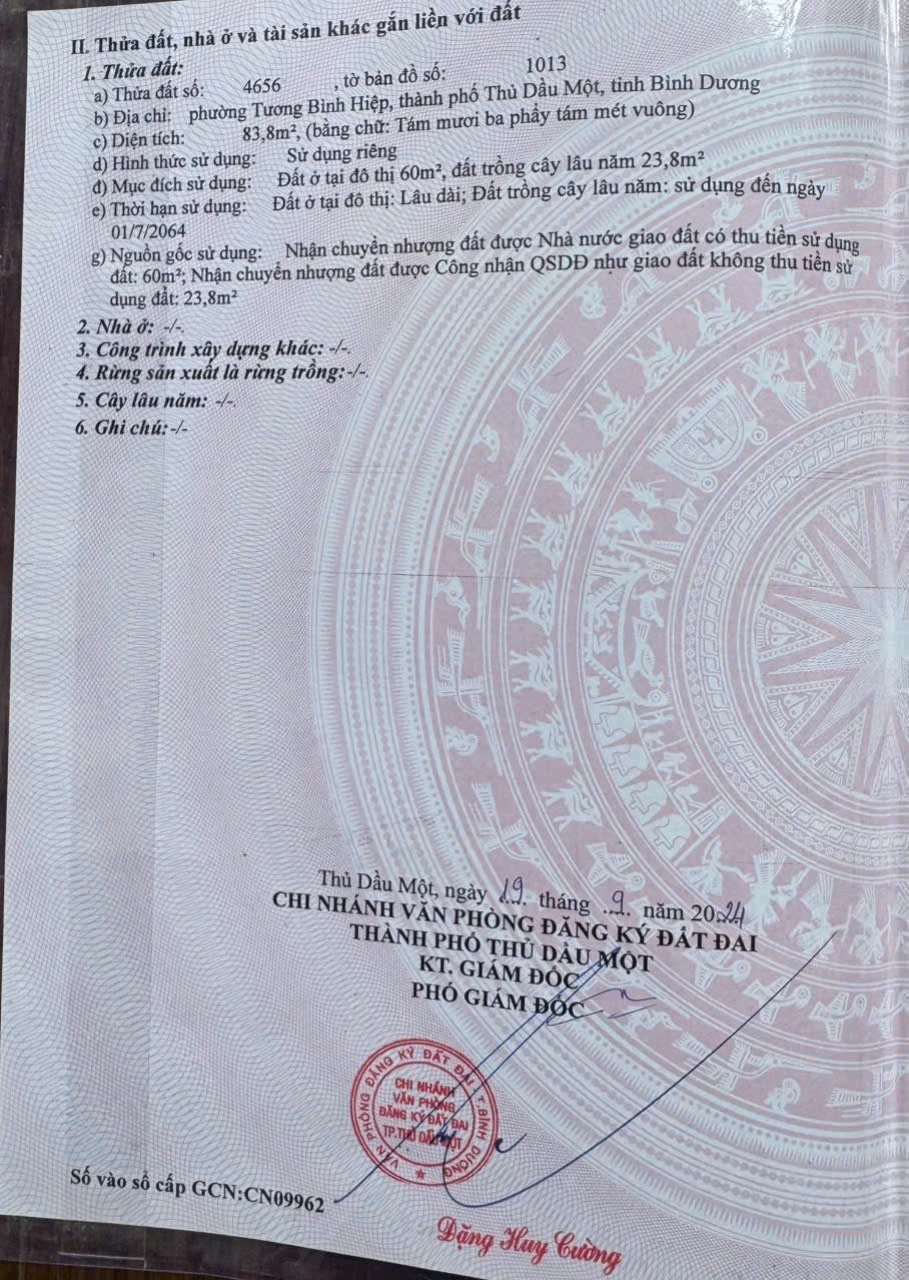 II. Thửa đất, nhà ở và tài sản khác gắn liền với đất
1. Thửa đất:
a) Thửa đất số: 4656 , tờ bản đồ số: 1013
b) Địa chỉ: phường Tương Bình Hiệp, thành phố Thủ Dầu Một, tỉnh Bình Dương
c) Diện tích: 83,8m², (bằng chữ: Tám mươi ba phẩy tám mét vuông)
d) Hình thức sử dụng: Sử dụng riêng
đ) Mục đích sử dụng: Đất ở tại đô thị 60m², đất trồng cây lâu năm 23,8m²
e) Thời hạn sử dụng: Đất ở tại đô thị: Lâu dài; Đất trồng cây lâu năm: sử dụng đến ngày
01/7/2064
g) Nguồn gốc sử dụng: Nhận chuyển nhượng đất được Nhà nước giao đất có thu tiền sử dụng
đất: 60m²; Nhận chuyển nhượng đất được Công nhận QSDĐ như giao đất không thu tiền sử
dụng đất: 23,8m²
2. Nhà ở: -/-.
3. Công trình xây dựng khác: -/-.
4. Rừng sản xuất là rừng trồng:-/-.
5. Cây lâu năm: -/-.
6. Ghi chú:-/-
Thủ Dầu Một, ngày 19. tháng .9. năm 2024
CHI NHÁNH VĂN PHÒNG ĐĂNG KÝ ĐẤT ĐAI
THÀNH PHỐ THỦ DẦU MỘT
KT. GIÁM ĐỐC
PHÓ GIÁM ĐỐC
VĂN PHÒNG ĐĂNG KÝ ĐẤT ĐAI T.BÌNH DƯƠNG
CHI NHÁNH
VĂN PHÒNG
ĐĂNG KÝ ĐẤT ĐAI
TP.THỦ DẦU MỘT
Số vào sổ cấp GCN:CN09962
Đặng Huy Cường